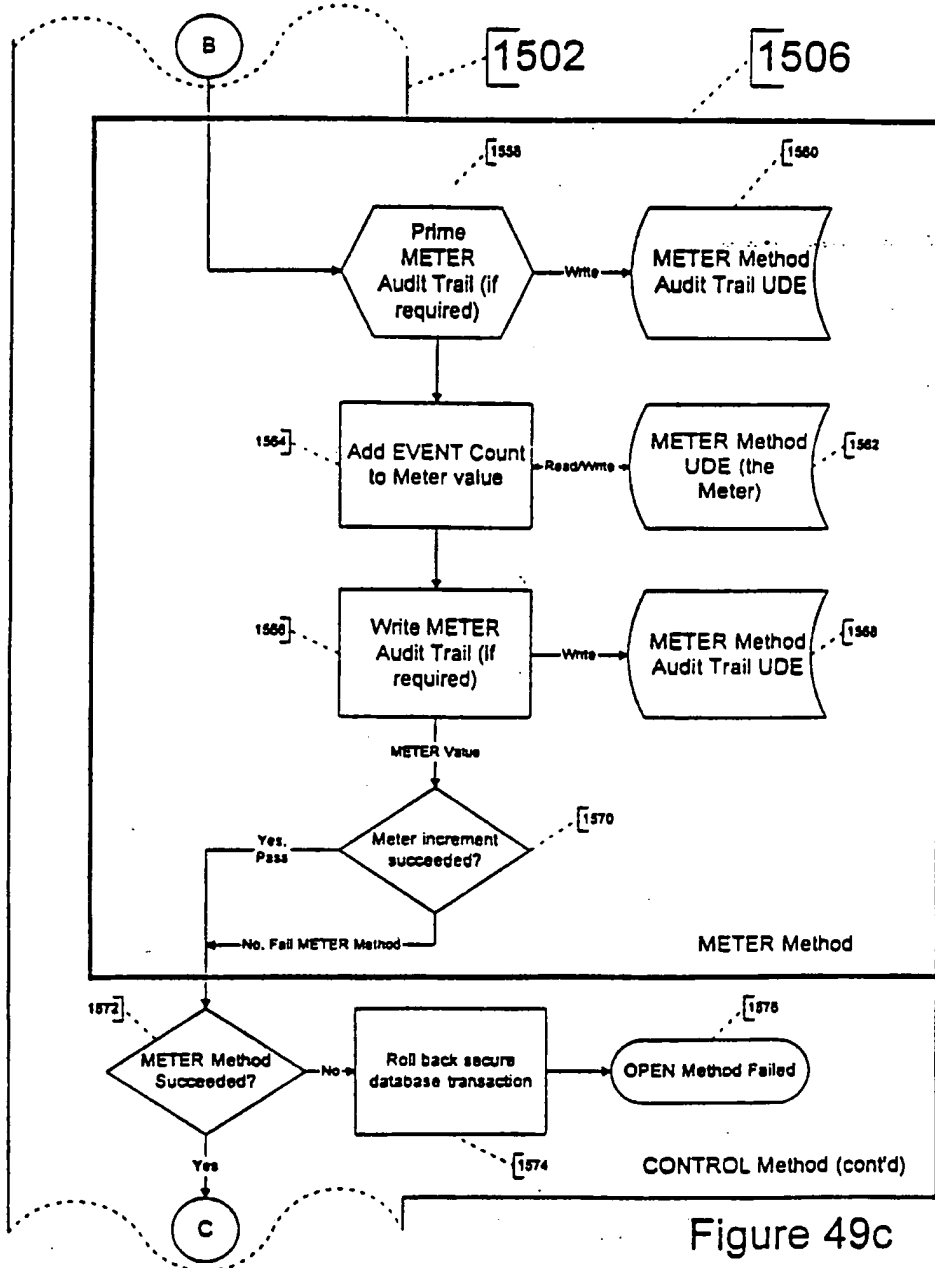 B
1502
1506
1558
1560
Prime
METER
Audit Trail (if
required)
Write
METER Method
Audit Trail UDE
1564
Add EVENT Count
to Meter value
Read/Write
METER Method
UDE (the
Meter)
1562
1566
Write METER
Audit Trail (if
required)
Write
METER Method
Audit Trail UDE
1568
METER Value
Yes,
Pass
Meter increment
succeeded?
1570
No, Fail METER Method
METER Method
1572
METER Method
Succeeded?
No
Roll back secure
database transaction
1576
OPEN Method Failed
Yes
1574
CONTROL Method (cont'd)
C
Figure 49c